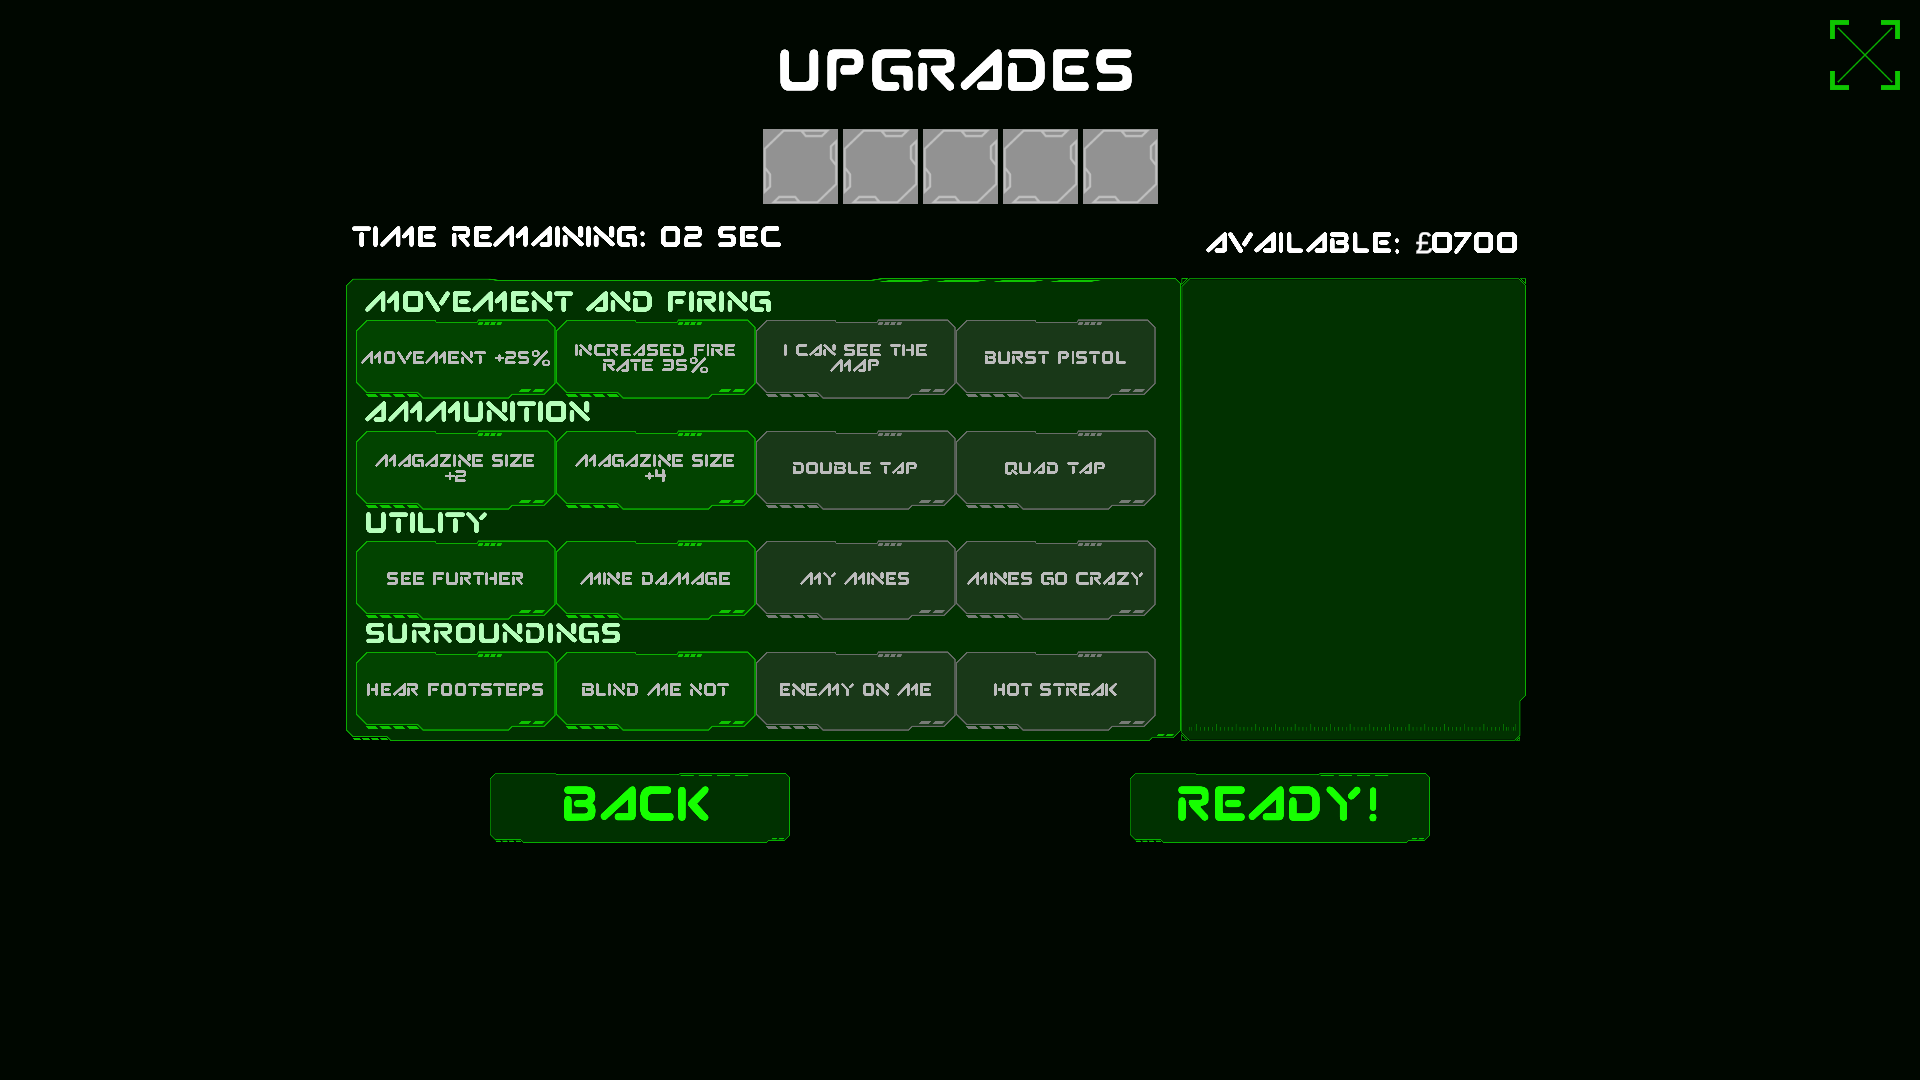 UPGRADES
TIME REMAINING: 02 SEC
AVAILABLE: £0700
MOVEMENT AND FIRING
MOVEMENT +25%
INCREASED FIRE
RATE 35%
I CAN SEE THE
MAP
BURST PISTOL
AMMUNITION
MAGAZINE SIZE
+2
MAGAZINE SIZE
+4
DOUBLE TAP
QUAD TAP
UTILITY
SEE FURTHER
MINE DAMAGE
MY MINES
MINES GO CRAZY
SURROUNDINGS
HEAR FOOTSTEPS
BLIND ME NOT
ENEMY ON ME
HOT STREAK
BACK
READY!